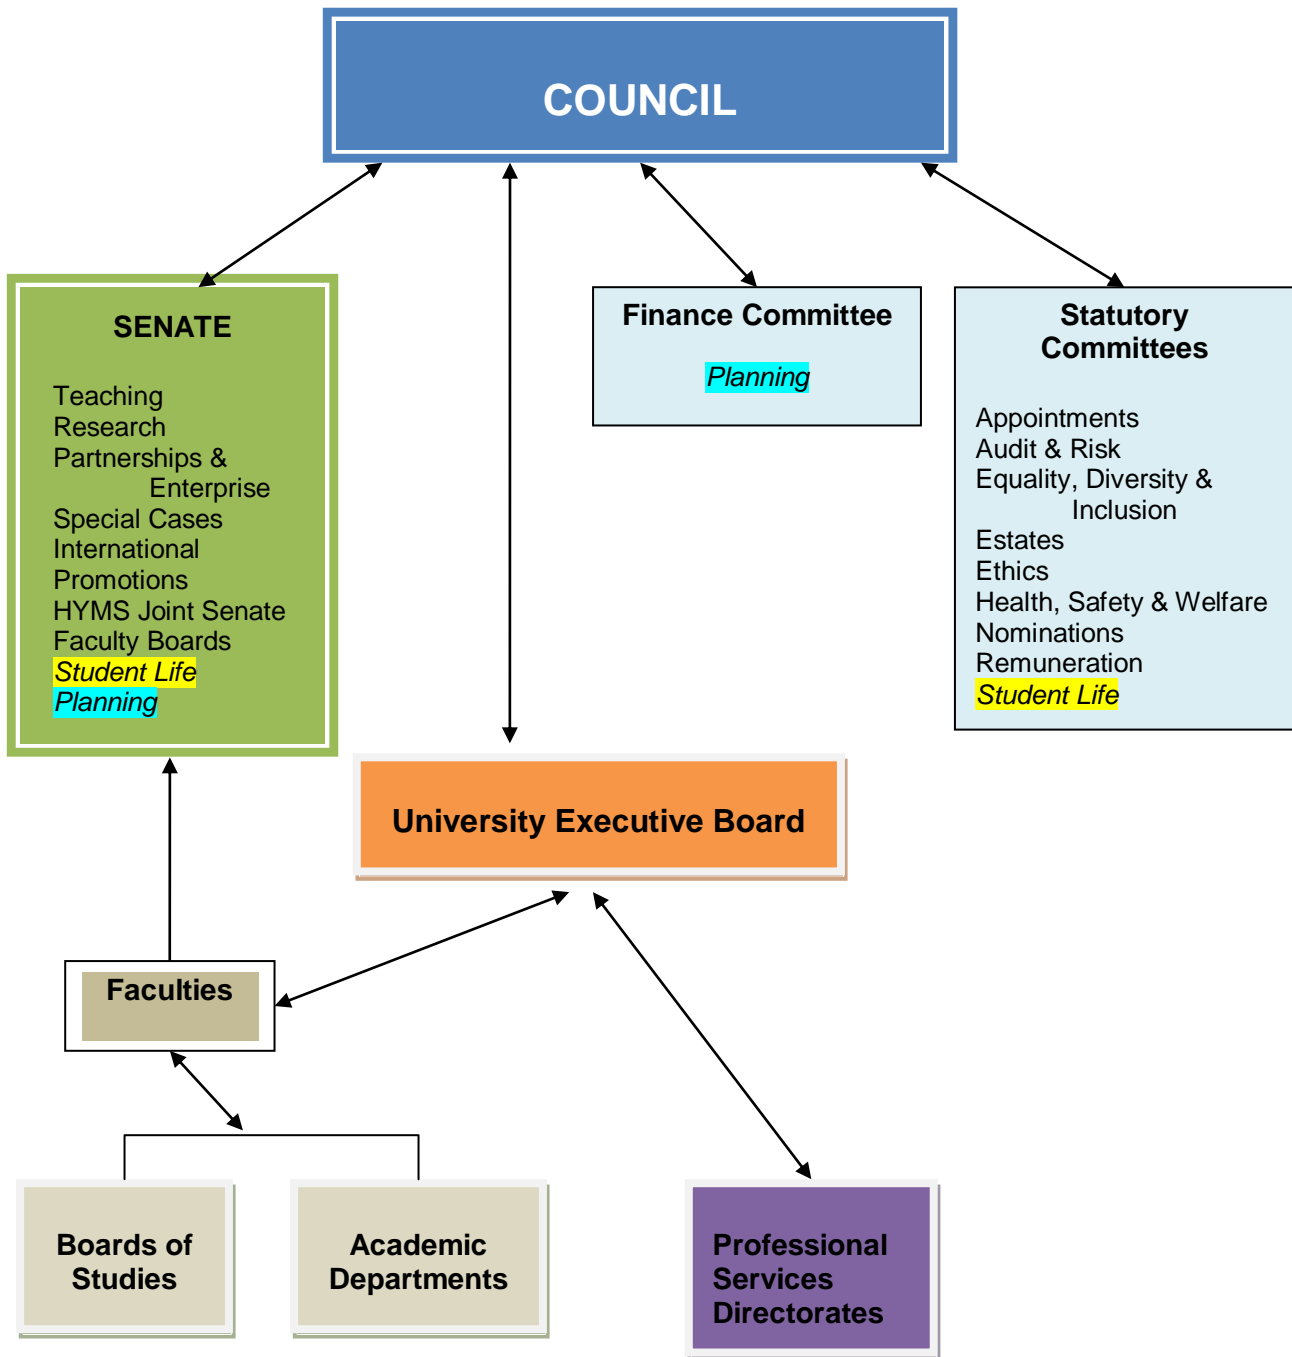 COUNCIL
SENATE
Teaching
Research
Partnerships &
Enterprise
Special Cases
International
Promotions
HYMS Joint Senate
Faculty Boards
Student Life
Planning
Finance Committee
Planning
Statutory
Committees
Appointments
Audit & Risk
Equality, Diversity &
Inclusion
Estates
Ethics
Health, Safety & Welfare
Nominations
Remuneration
Student Life
University Executive Board
Faculties
Boards of
Studies
Academic
Departments
Professional
Services
Directorates